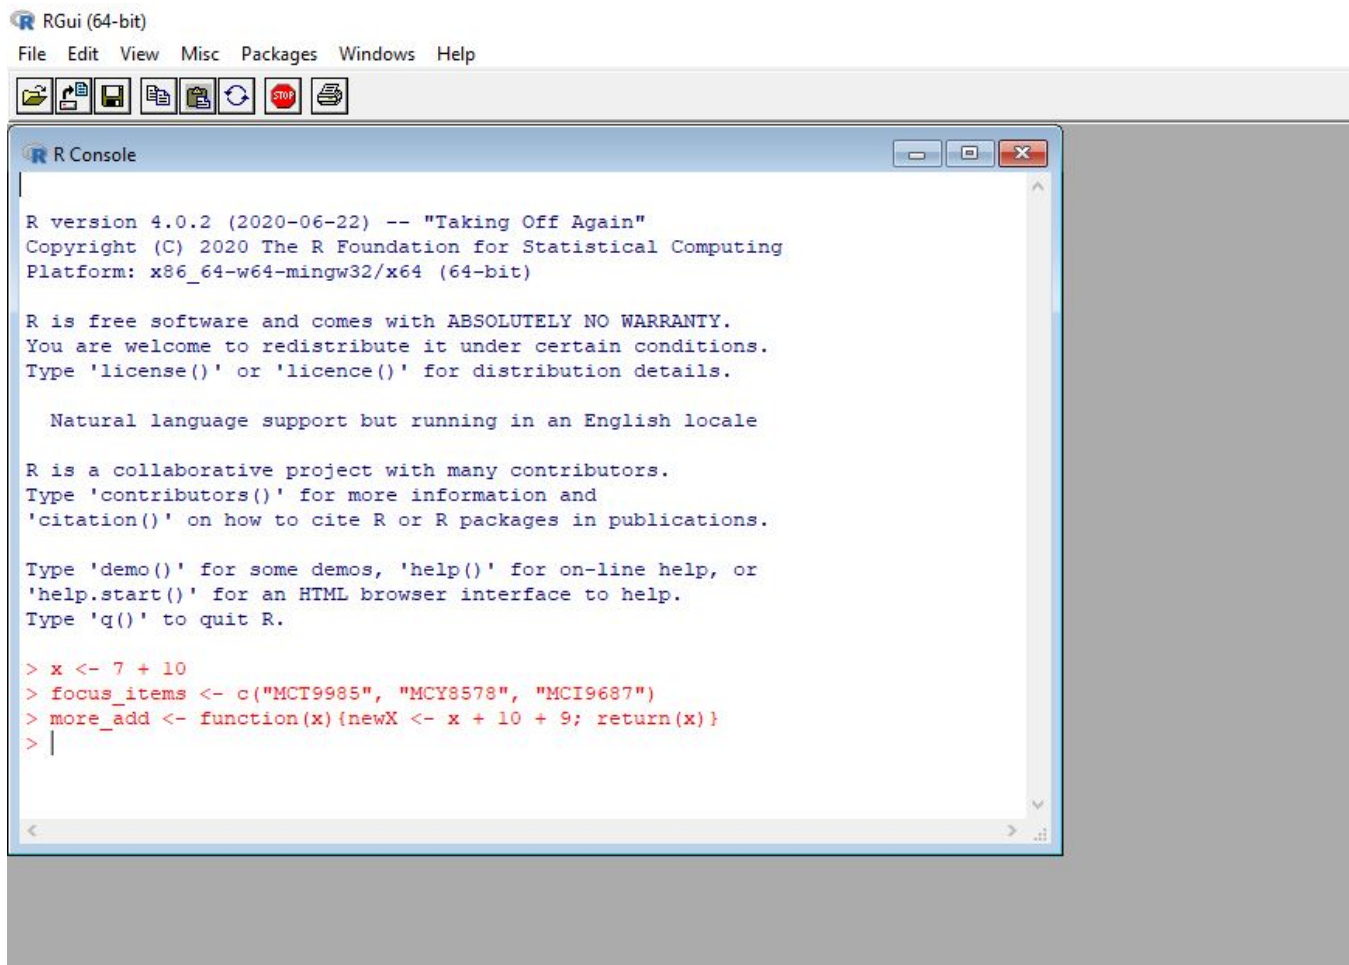 RGui (64-bit)
File Edit View Misc Packages Windows Help
STOP
R Console
R version 4.0.2 (2020-06-22) -- "Taking Off Again"
Copyright (C) 2020 The R Foundation for Statistical Computing
Platform: x86_64-w64-mingw32/x64 (64-bit)
R is free software and comes with ABSOLUTELY NO WARRANTY.
You are welcome to redistribute it under certain conditions.
Type 'license()' or 'licence()' for distribution details.
Natural language support but running in an English locale
R is a collaborative project with many contributors.
Type 'contributors()' for more information and
'citation()' on how to cite R or R packages in publications.
Type 'demo()' for some demos, 'help()' for on-line help, or
'help.start()' for an HTML browser interface to help.
Type 'q()' to quit R.
> x <- 7 + 10
> focus_items <- c("MCT9985", "MCY8578", "MCI9687")
> more_add <- function(x){newX <- x + 10 + 9; return(x)}
>